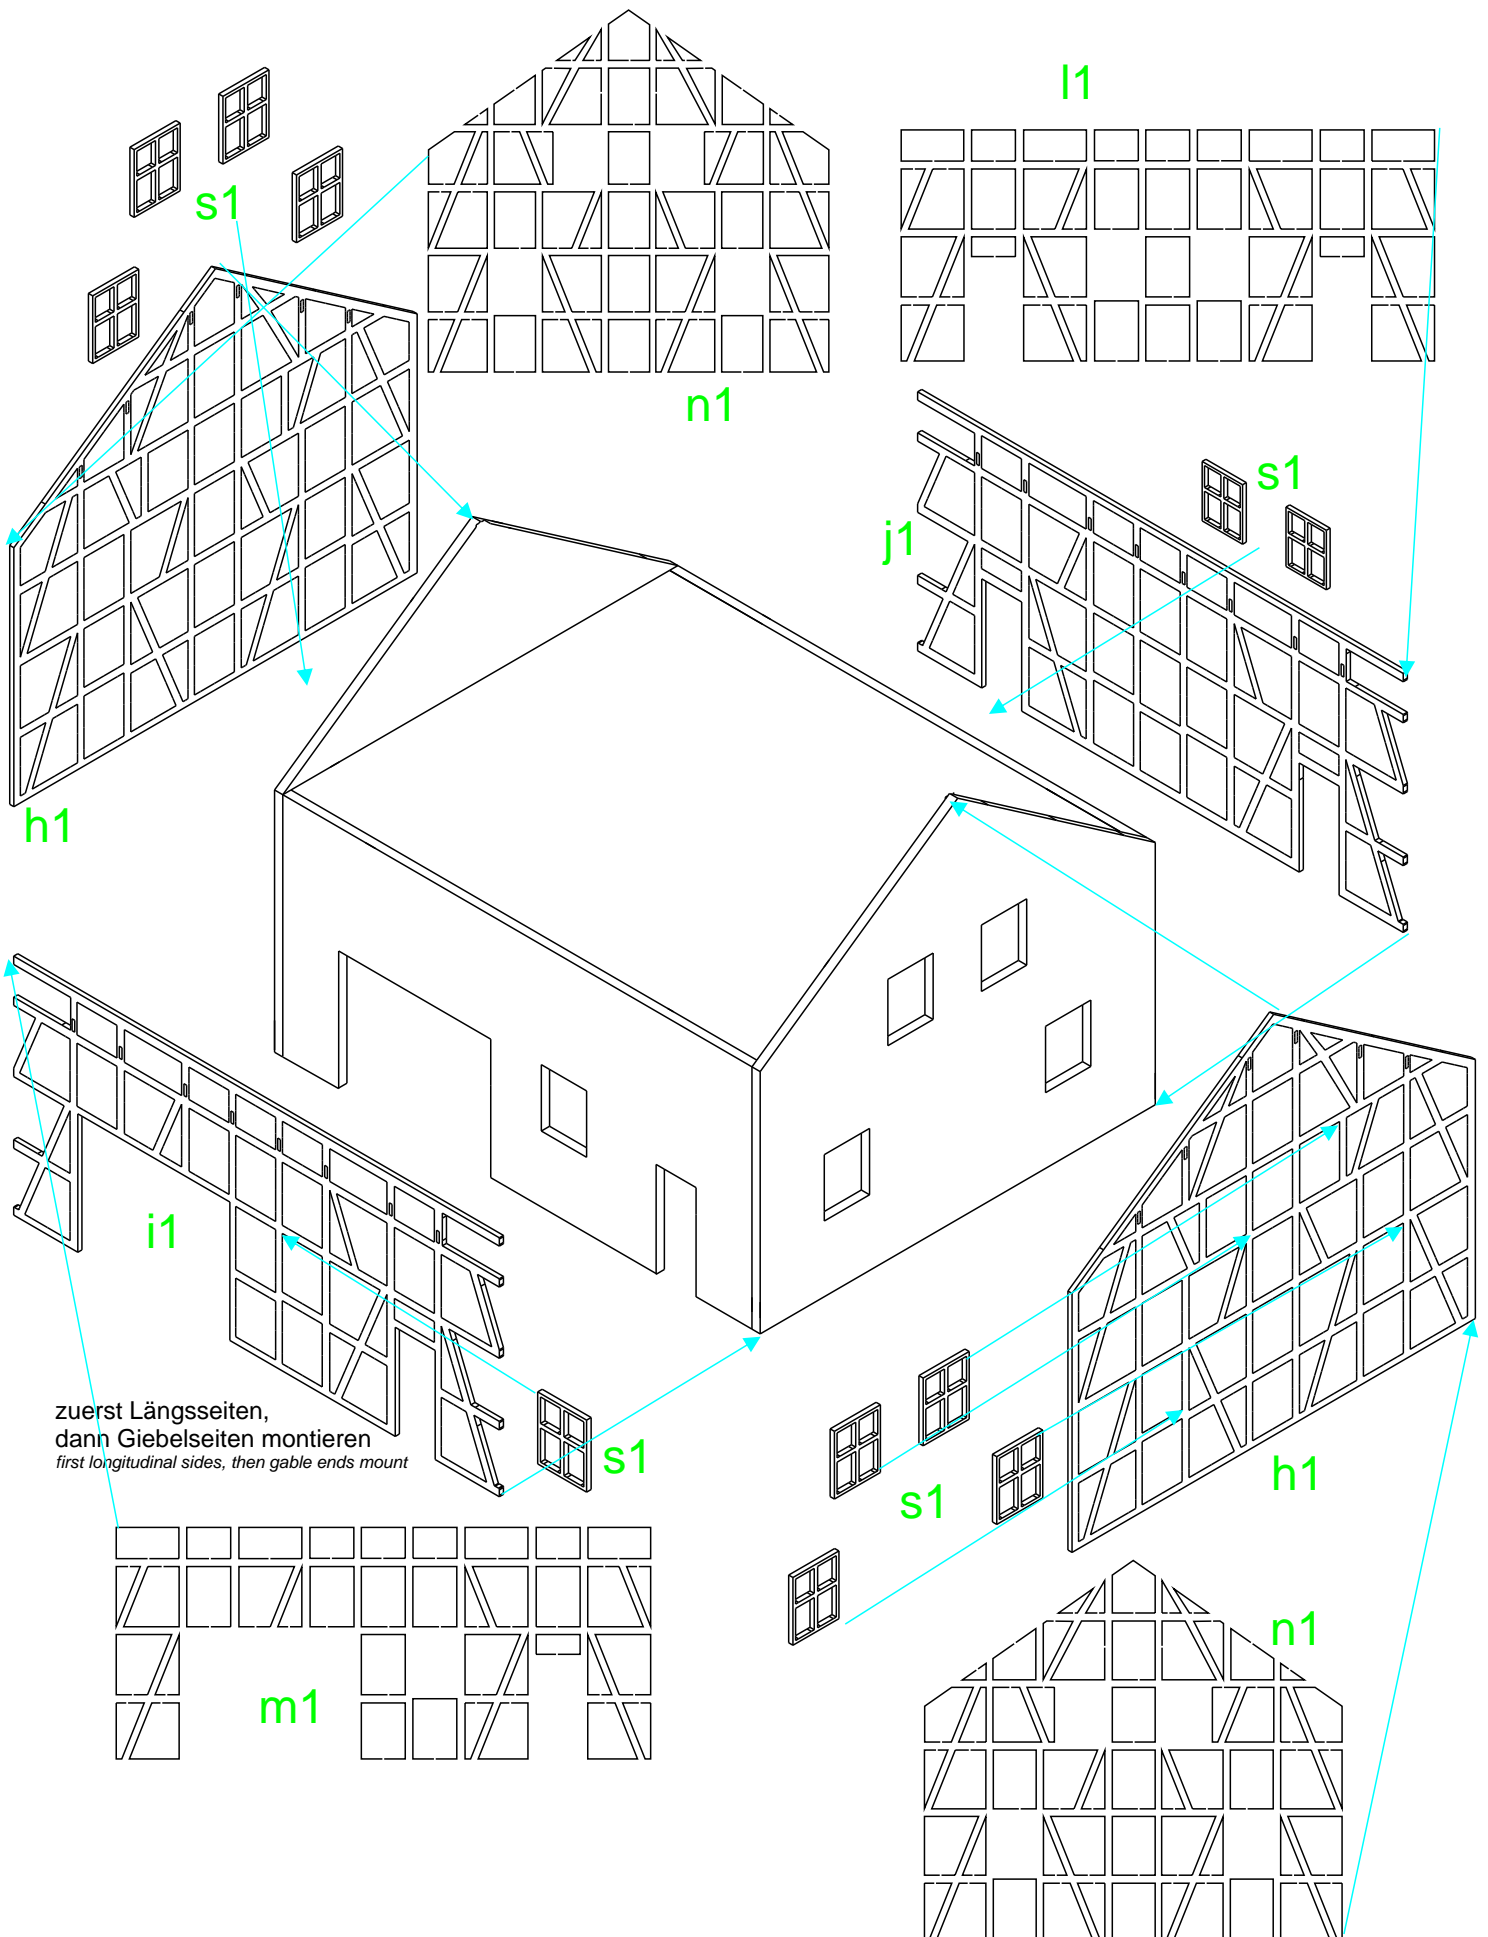 l1
s1
n1
s1
j1
h1
i1
zuerst Längsseiten,
dann Giebelseiten montieren
first longitudinal sides, then gable ends mount
s1
s1
h1
n1
m1